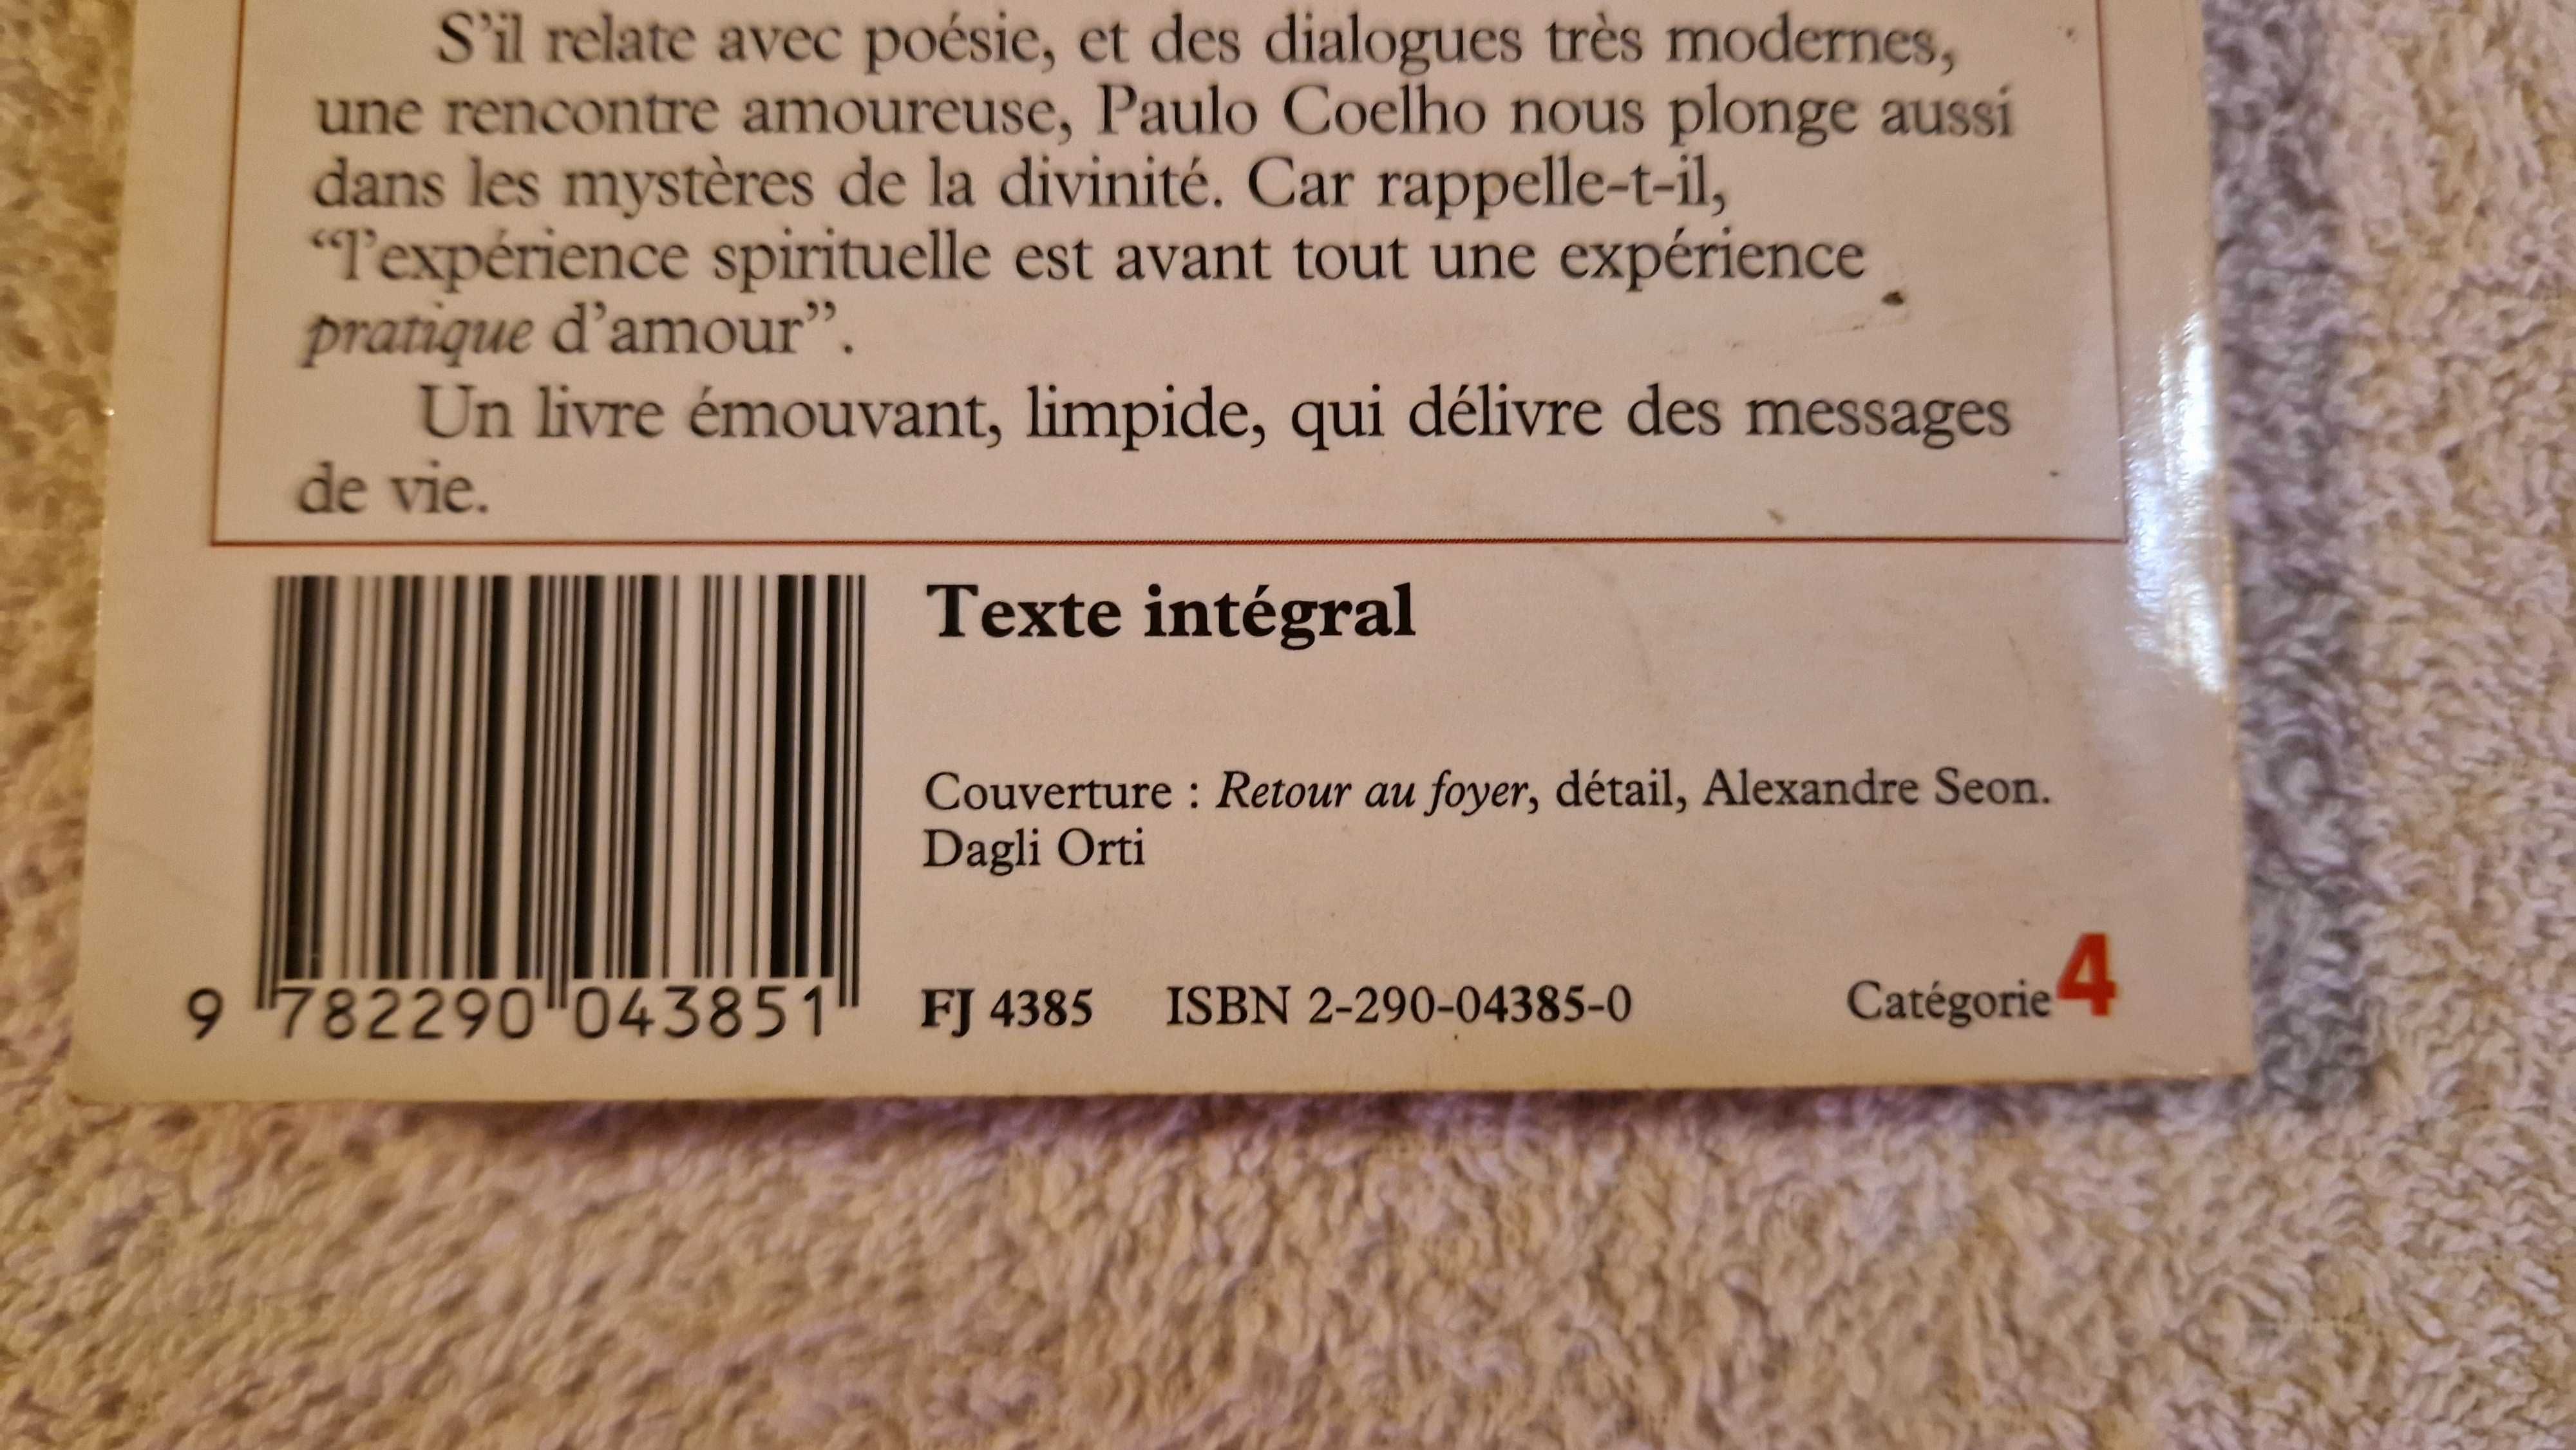 S'il relate avec poésie, et des dialogues très modernes,
une rencontre amoureuse, Paulo Coelho nous plonge aussi
dans les mystères de la divinité. Car rappelle-t-il,
“l'expérience spirituelle est avant tout une expérience
pratique d'amour”.
Un livre émouvant, limpide, qui délivre des messages
de vie.
Texte intégral
Couverture : Retour au foyer, détail, Alexandre Seon.
Dagli Orti
9 782290 043851
FJ 4385 ISBN 2-290-04385-0 Catégorie 4